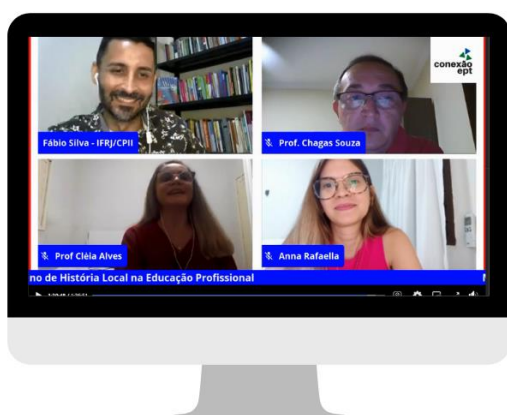 conexão
ept
Fábio Silva - IFRJ/CPII
Prof. Chagas Souza
Prof Cléia Alves
Anna Rafaella
no de História Local na Educação Profissional